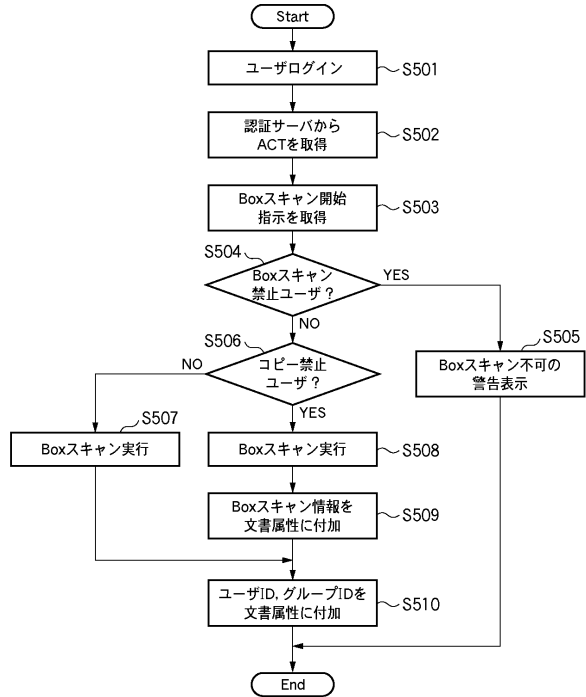 Start
ユーザログイン
S501
認証サーバから
ACTを取得
S502
Boxスキャン開始
指示を取得
S503
S504
Boxスキャン
禁止ユーザ？
YES
NO
S505
Boxスキャン不可の
警告表示
S506
コピー禁止
ユーザ？
NO
YES
S507
Boxスキャン実行
Boxスキャン実行
S508
Boxスキャン情報を
文書属性に付加
S509
ユーザID,グループIDを
文書属性に付加
S510
End